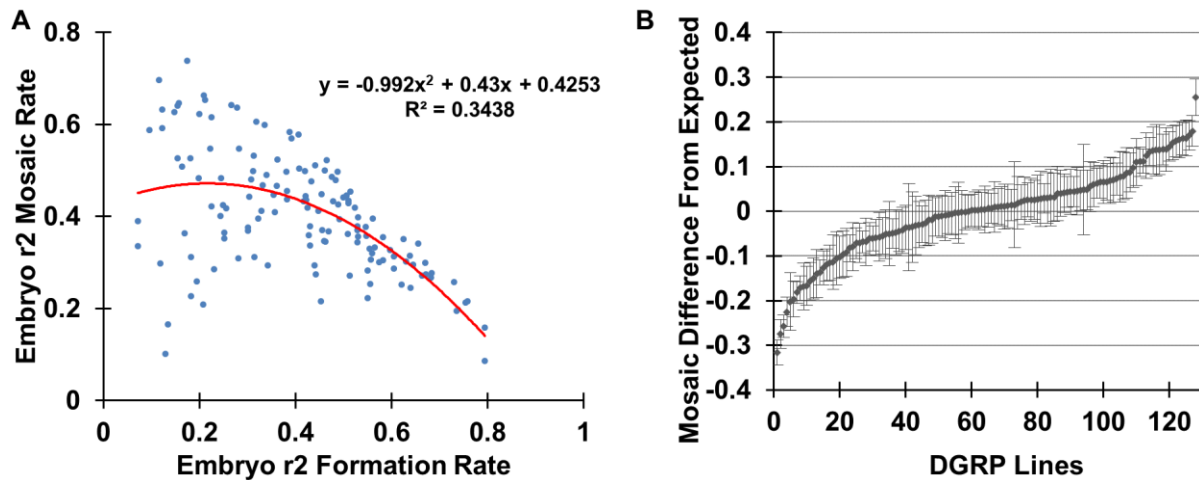 A
Embryo r2 Mosaic Rate
0.8
0.6
0.4
0.2
0
y = -0.992x² + 0.43x + 0.4253
R² = 0.3438
0 0.2 0.4 0.6 0.8 1
Embryo r2 Formation Rate
B
Mosaic Difference From Expected
0.4
0.3
0.2
0.1
0
-0.1
-0.2
-0.3
-0.4
0 20 40 60 80 100 120
DGRP Lines